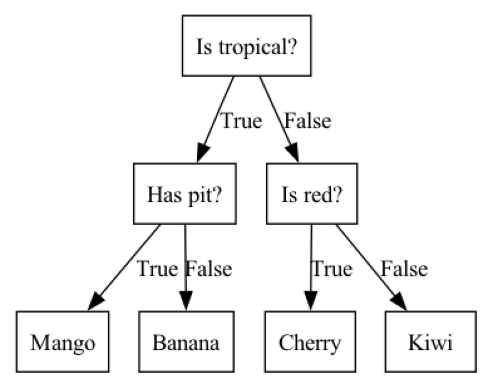 Is tropical?
True
False
Has pit?
Is red?
True
False
True
False
Mango
Banana
Cherry
Kiwi